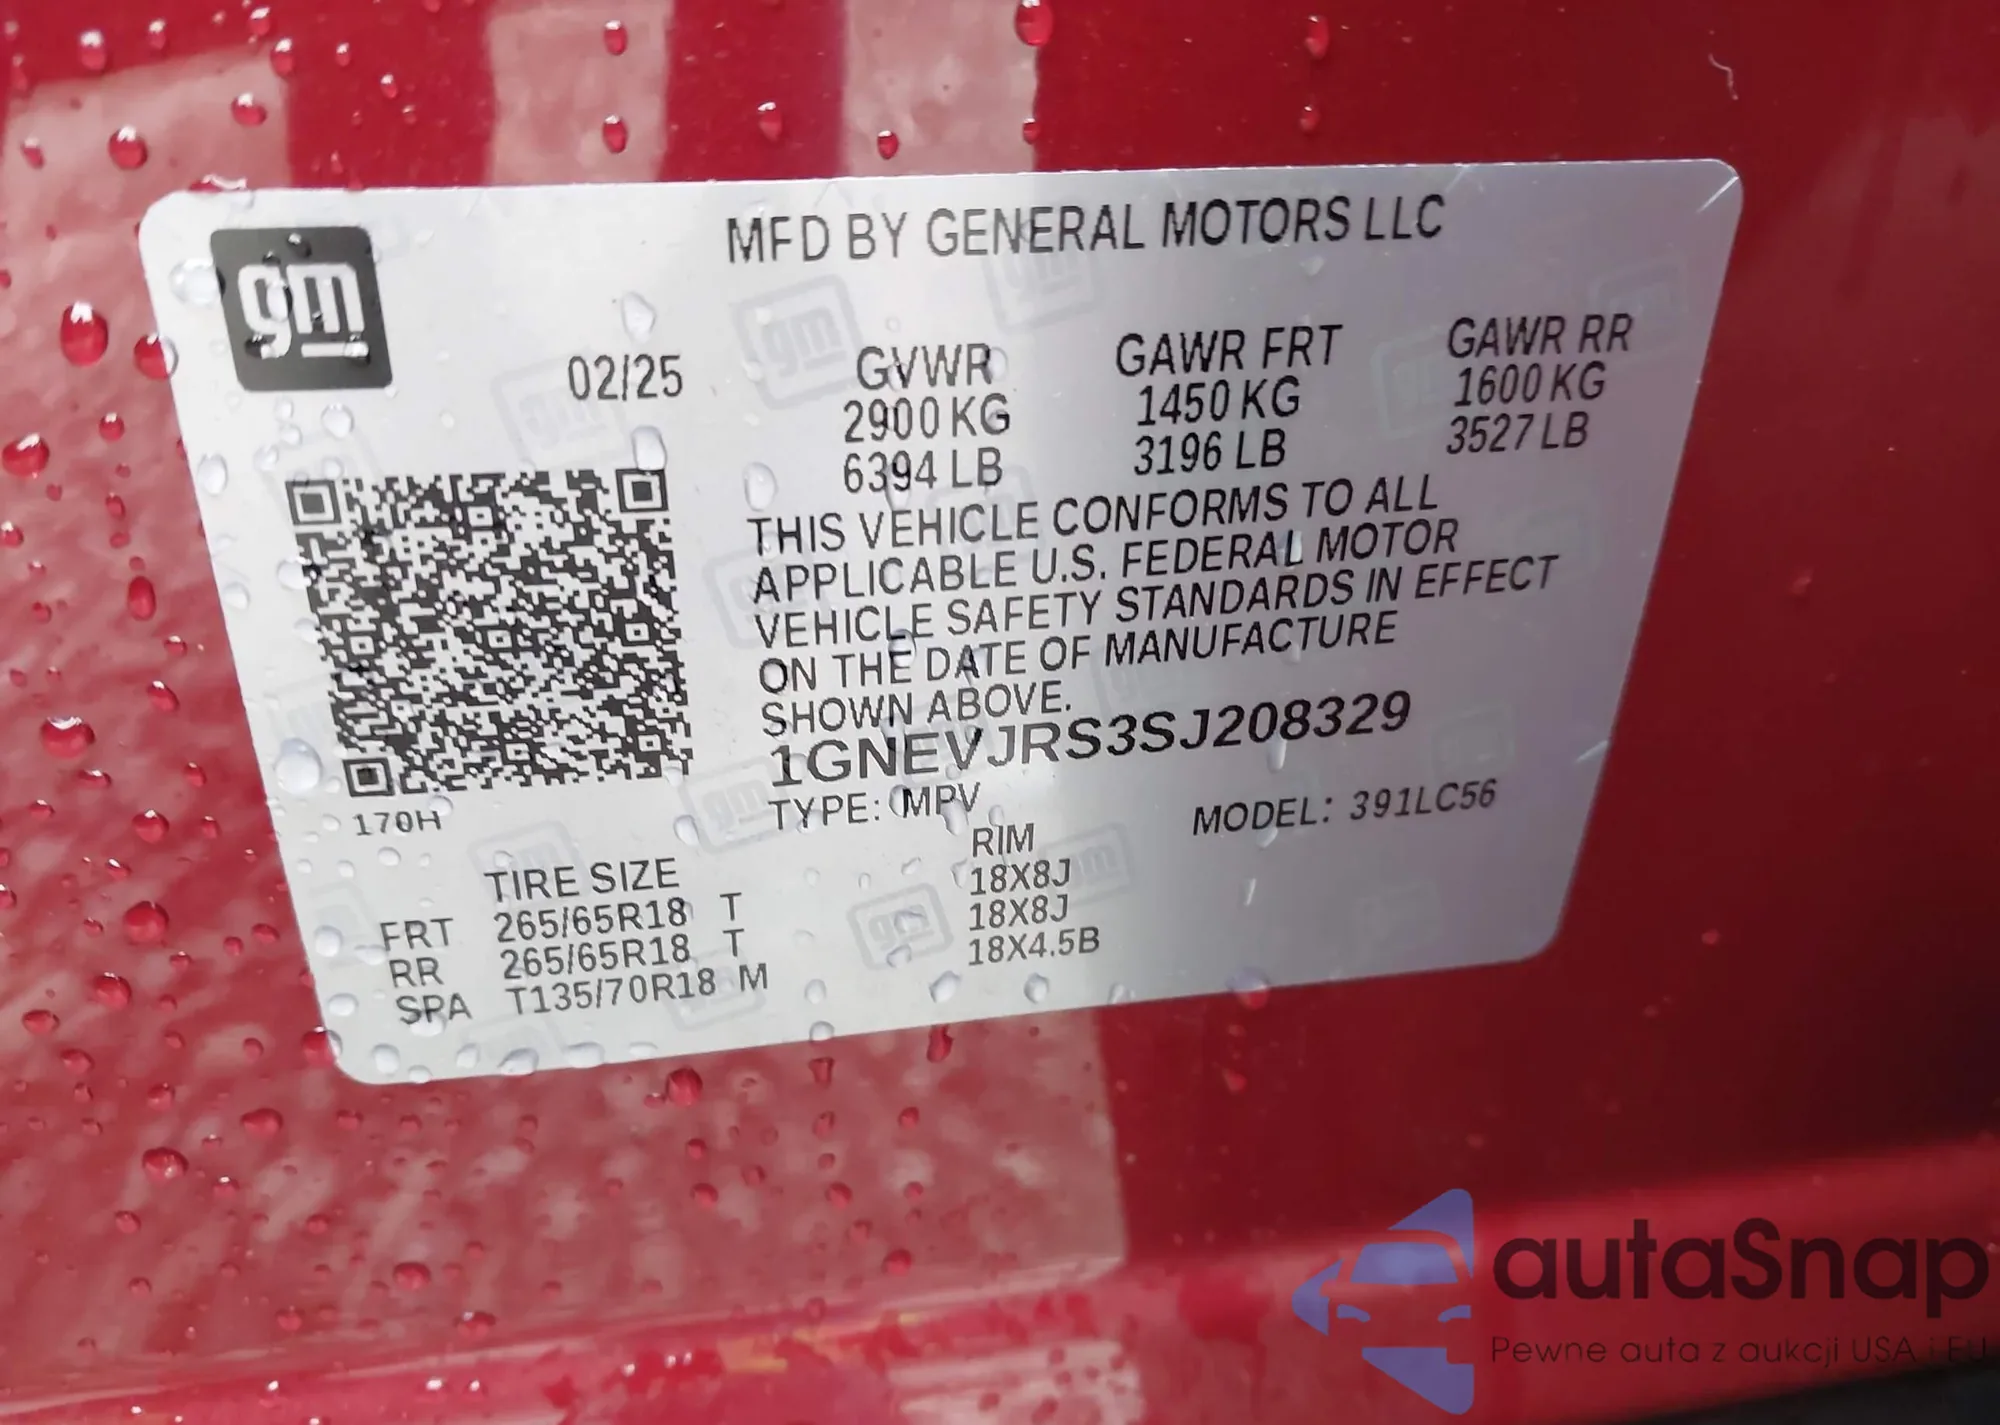 MFD BY GENERAL MOTORS LLC
gm
02/25
GVWR GAWR FRT GAWR RR
2900 KG 1450 KG 1600 KG
6394 LB 3196 LB 3527 LB
THIS VEHICLE CONFORMS TO ALL
APPLICABLE U.S. FEDERAL MOTOR
VEHICLE SAFETY STANDARDS IN EFFECT
ON THE DATE OF MANUFACTURE
SHOWN ABOVE.
1GNEVJRS3SJ208329
TYPE: MPV MODEL: 391LC56
170H
TIRE SIZE RIM
FRT 265/65R18 T 18X8J
RR 265/65R18 T 18X8J
SPA T135/70R18 M 18X4.5B
autaSnap
Pewne auta z aukcji USA i EU